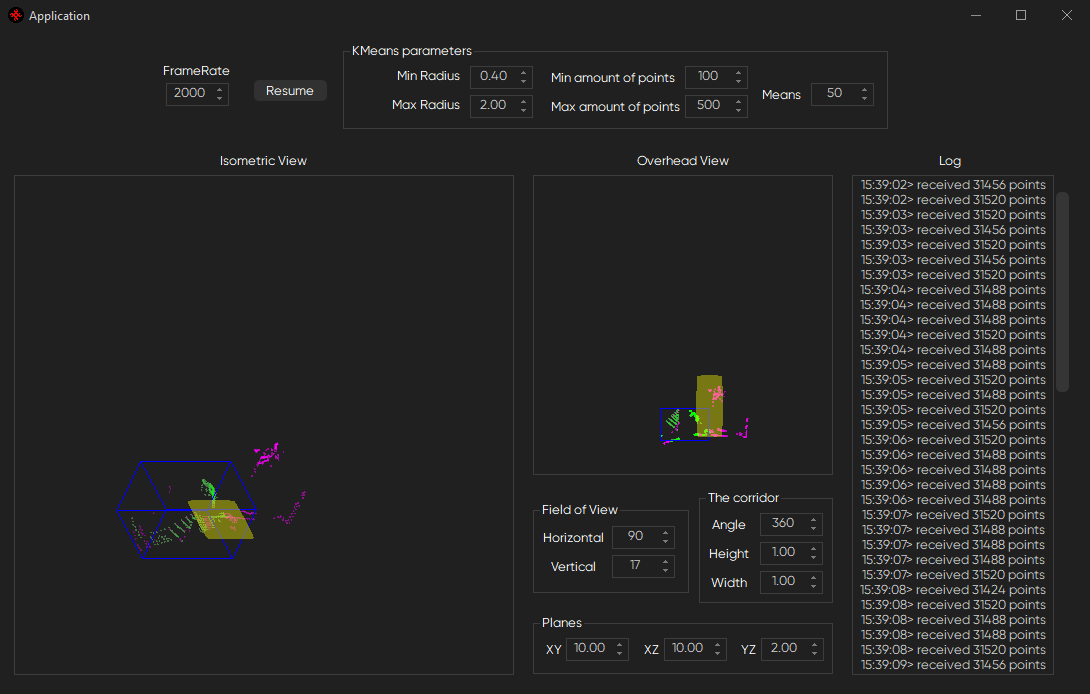 Application
KMeans parameters
FrameRate
2000
Resume
Min Radius 0.40
Max Radius 2.00
Min amount of points 100
Max amount of points 500
Means 50
Isometric View
Overhead View
Field of View
Horizontal 90
Vertical 17
The corridor
Angle 360
Height 1.00
Width 1.00
Planes
XY 10.00 XZ 10.00 YZ 2.00
Log
15:39:02> received 31456 points
15:39:02> received 31520 points
15:39:03> received 31520 points
15:39:03> received 31456 points
15:39:03> received 31520 points
15:39:03> received 31456 points
15:39:03> received 31520 points
15:39:04> received 31488 points
15:39:04> received 31488 points
15:39:04> received 31488 points
15:39:04> received 31520 points
15:39:04> received 31488 points
15:39:05> received 31488 points
15:39:05> received 31520 points
15:39:05> received 31488 points
15:39:05> received 31520 points
15:39:05> received 31456 points
15:39:06> received 31520 points
15:39:06> received 31488 points
15:39:06> received 31488 points
15:39:06> received 31488 points
15:39:06> received 31488 points
15:39:07> received 31520 points
15:39:07> received 31488 points
15:39:07> received 31488 points
15:39:07> received 31488 points
15:39:07> received 31520 points
15:39:08> received 31424 points
15:39:08> received 31520 points
15:39:08> received 31488 points
15:39:08> received 31488 points
15:39:08> received 31520 points
15:39:09> received 31456 points